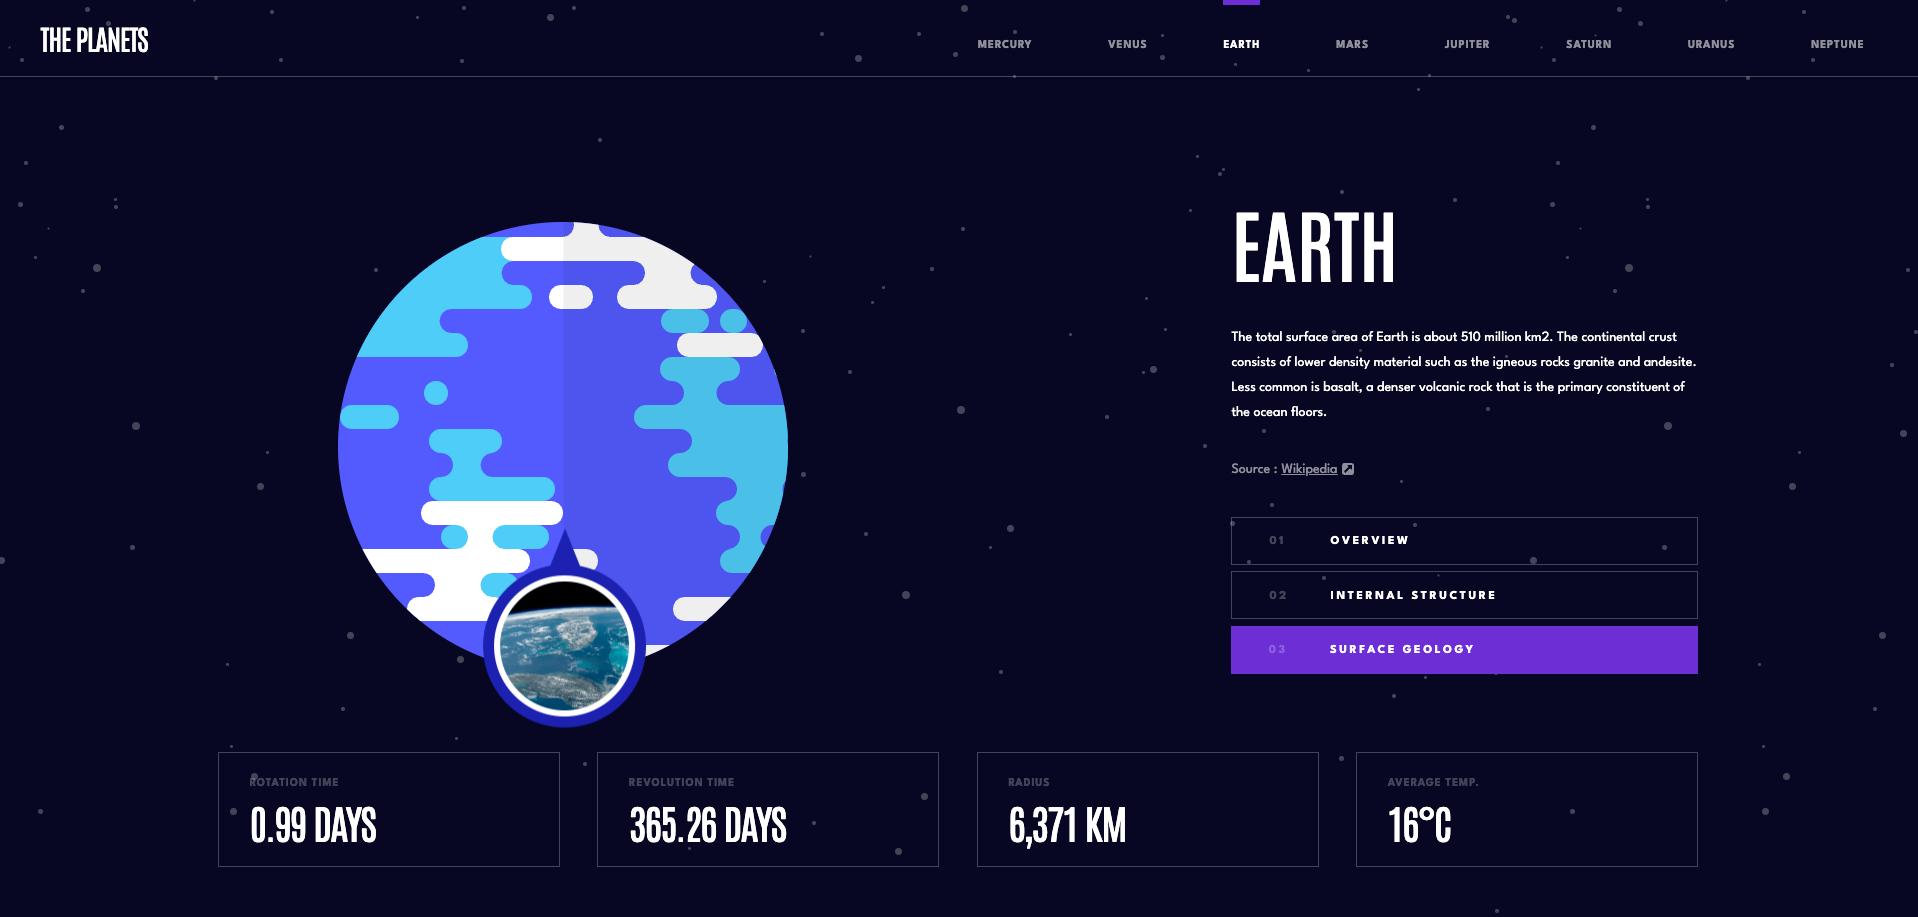 THE PLANETS
MERCURY
VENUS
EARTH
MARS
JUPITER
SATURN
URANUS
NEPTUNE
EARTH
The total surface area of Earth is about 510 million km2. The continental crust
consists of lower density material such as the igneous rocks granite and andesite.
Less common is basalt, a denser volcanic rock that is the primary constituent of
the ocean floors.
Source : Wikipedia
01 OVERVIEW
02 INTERNAL STRUCTURE
03 SURFACE GEOLOGY
ROTATION TIME
0.99 DAYS
REVOLUTION TIME
365.26 DAYS
RADIUS
6,371 KM
AVERAGE TEMP.
16°C